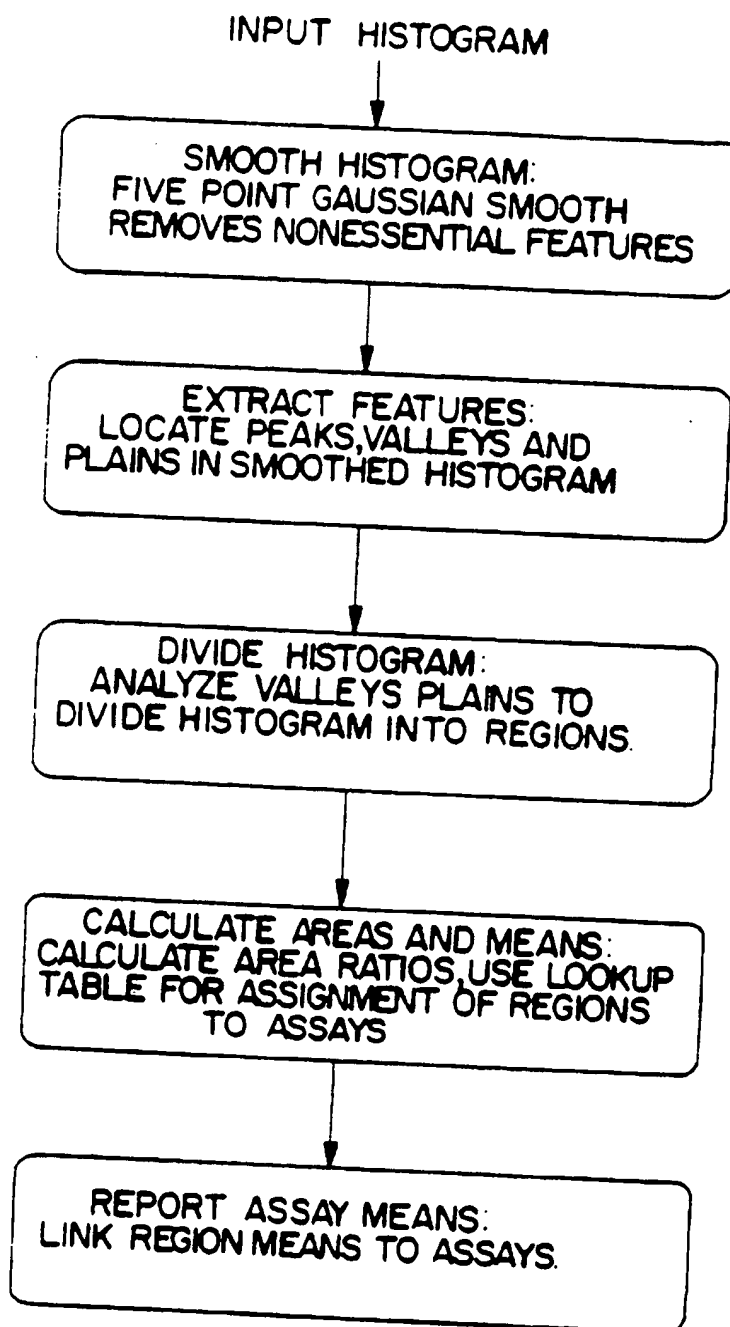 INPUT HISTOGRAM
SMOOTH HISTOGRAM:
FIVE POINT GAUSSIAN SMOOTH
REMOVES NONESSENTIAL FEATURES
EXTRACT FEATURES:
LOCATE PEAKS,VALLEYS AND
PLAINS IN SMOOTHED HISTOGRAM
DIVIDE HISTOGRAM:
ANALYZE VALLEYS PLAINS TO
DIVIDE HISTOGRAM INTO REGIONS.
CALCULATE AREAS AND MEANS:
CALCULATE AREA RATIOS,USE LOOKUP
TABLE FOR ASSIGNMENT OF REGIONS
TO ASSAYS
REPORT ASSAY MEANS:
LINK REGION MEANS TO ASSAYS.